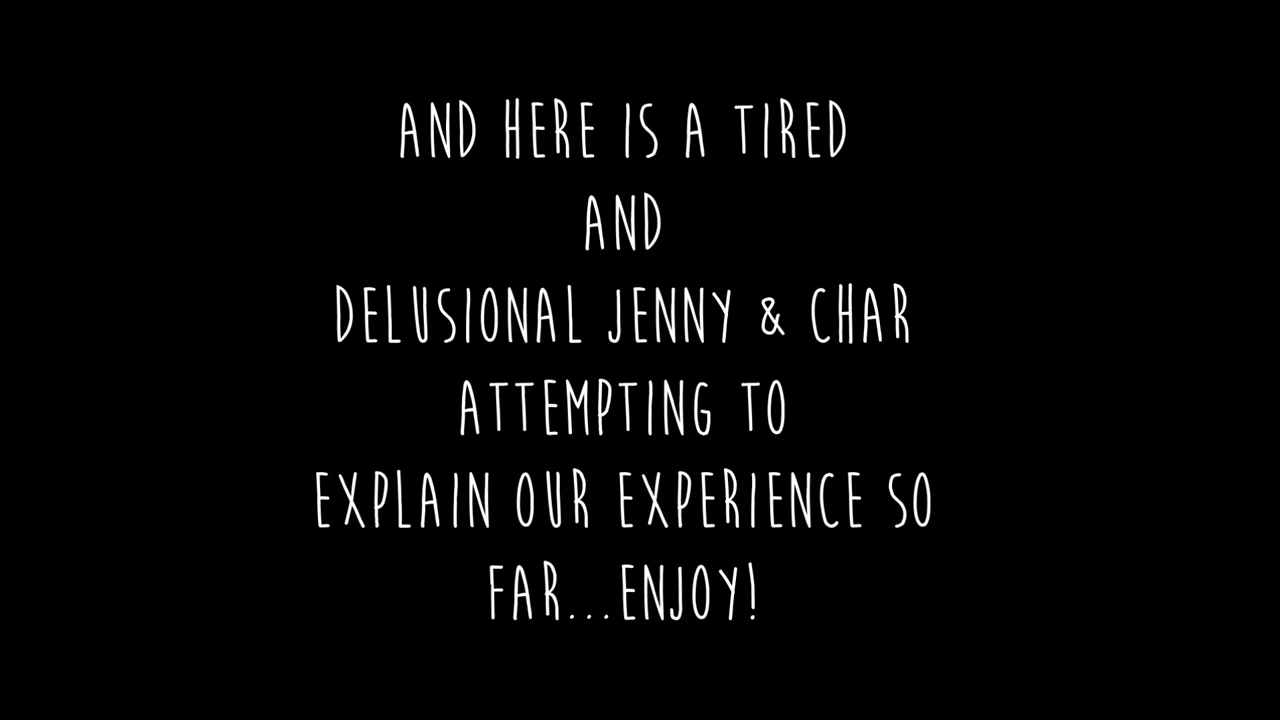 AND HERE IS A TIRED
AND
DELUSIONAL JENNY & CHAR
ATTEMPTING TO
EXPLAIN OUR EXPERIENCE SO
FAR...ENJOY!